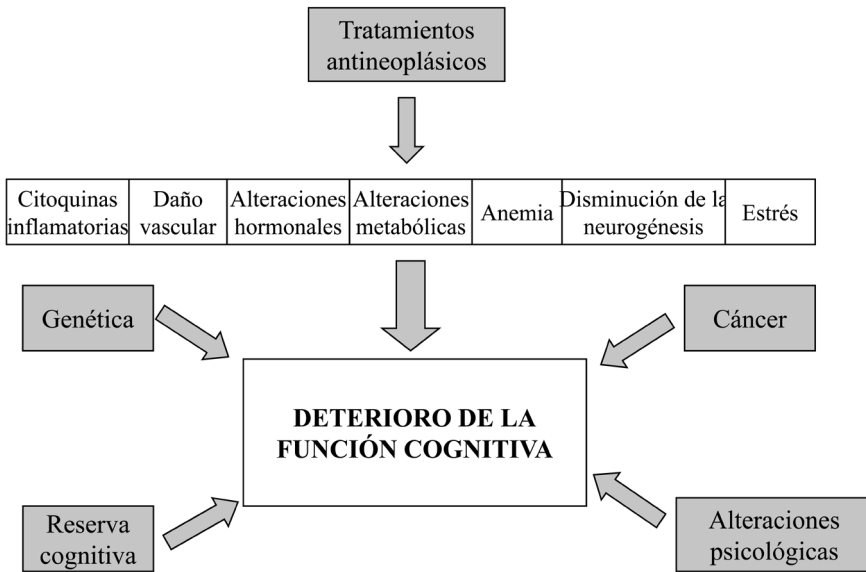 Tratamientos
antineoplásicos
Citoquinas
inflamatorias
Daño
vascular
Alteraciones
hormonales
Alteraciones
metabólicas
Anemia
Disminución de la
neurogénesis
Estrés
Genética
Cáncer
DETERIORO DE LA
FUNCIÓN COGNITIVA
Reserva
cognitiva
Alteraciones
psicológicas